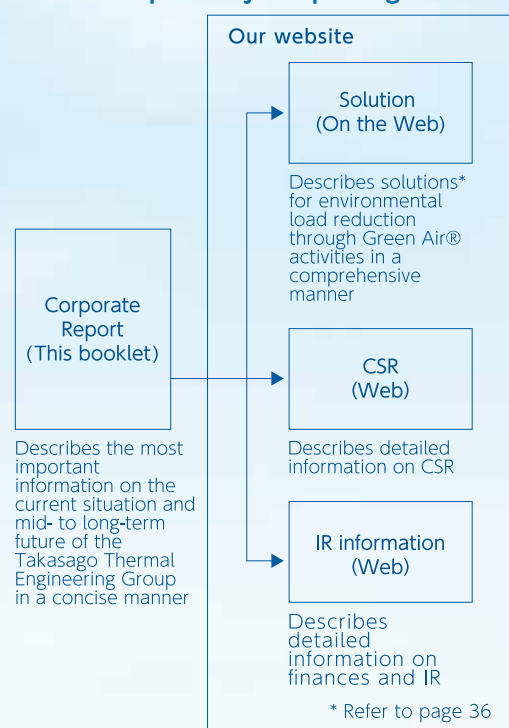 Our website
Solution
(On the Web)
Describes solutions*
for environmental
load reduction
through Green Air®
activities in a
comprehensive
manner
Corporate
Report
(This booklet)
Describes the most
important
information on the
current situation and
mid- to long-term
future of the
Takasago Thermal
Engineering Group
in a concise manner
CSR
(Web)
Describes detailed
information on CSR
IR information
(Web)
Describes
detailed
information on
finances and IR
* Refer to page 36